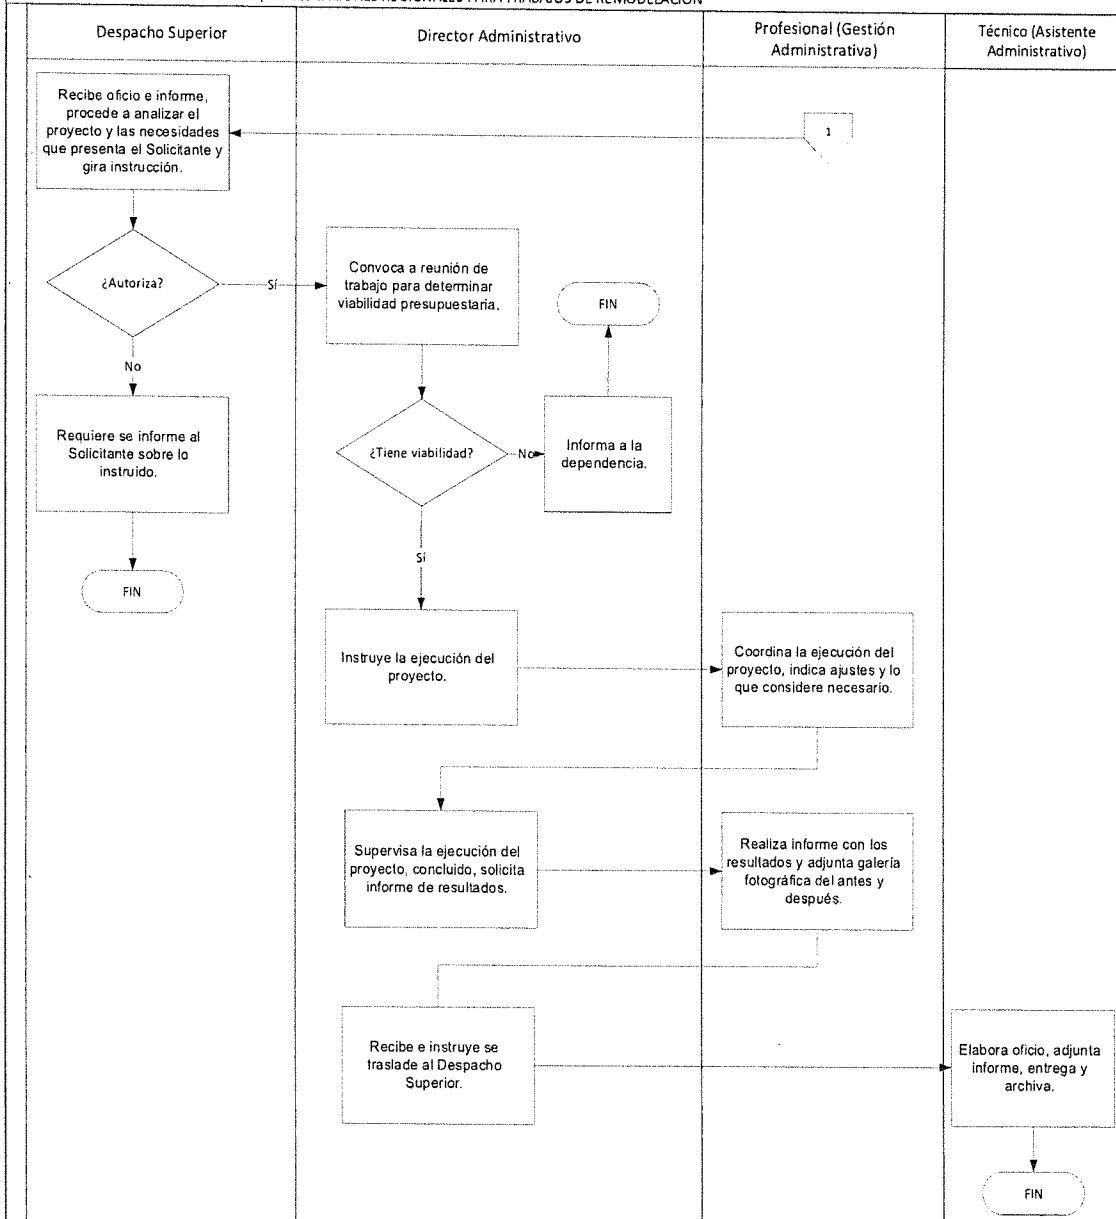 REGIONALES PARA TRABAJOS DE REMODELACIÓN
Despacho Superior
Director Administrativo
Profesional (Gestión
Administrativa)
Técnico (Asistente
Administrativo)
Recibe oficio e informe,
procede a analizar el
proyecto y las necesidades
que presenta el Solicitante y
gira instrucción.
1
¿Autoriza?
Sí
Convoca a reunión de
trabajo para determinar
viabilidad presupuestaria.
FIN
No
Requiere se informe al
Solicitante sobre lo
instruido.
¿Tiene viabilidad?
No
Informa a la
dependencia.
Sí
FIN
Instruye la ejecución del
proyecto.
Coordina la ejecución del
proyecto, indica ajustes y lo
que considere necesario.
Supervisa la ejecución del
proyecto, concluido, solicita
informe de resultados.
Realiza informe con los
resultados y adjunta galería
fotográfica del antes y
después.
Recibe e instruye se
traslade al Despacho
Superior.
Elabora oficio, adjunta
informe, entrega y
archiva.
FIN